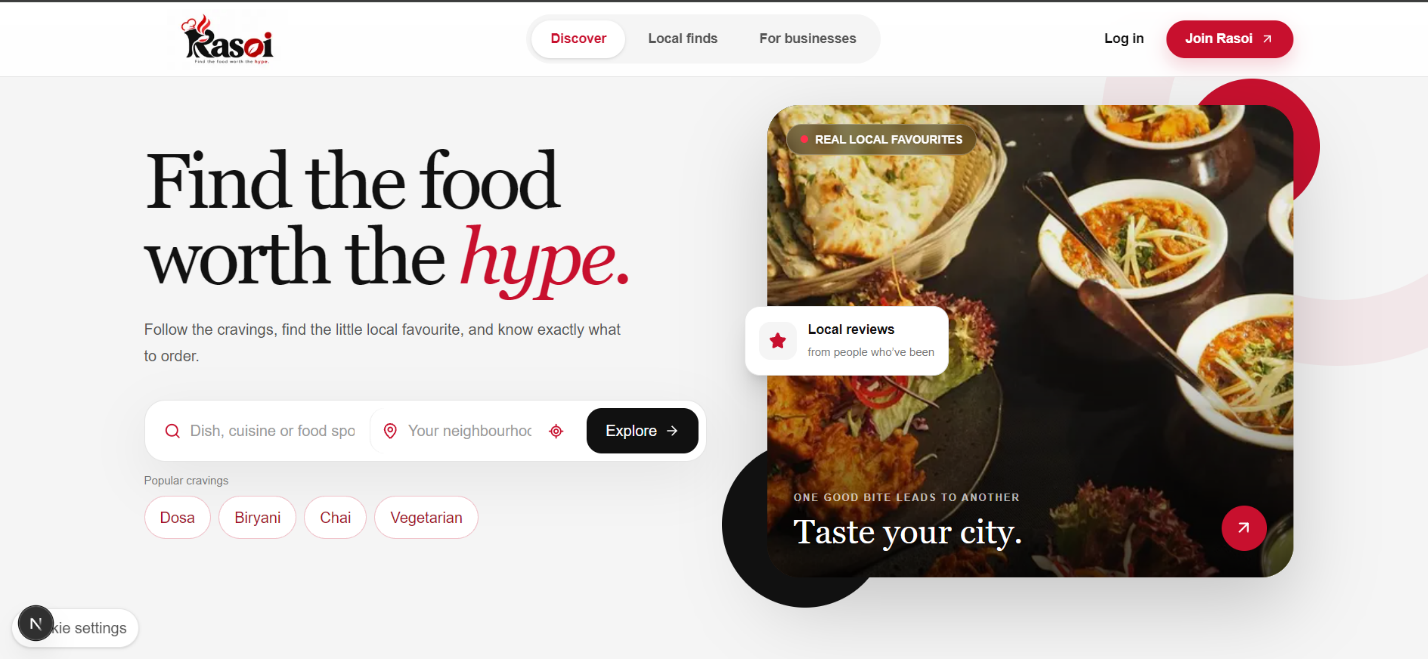 Rasoi
Find the food worth the hype.
Discover
Local finds
For businesses
Log in
Join Rasoi
Find the food
worth the hype.
Follow the cravings, find the little local favourite, and know exactly what
to order.
Dish, cuisine or food spo
Your neighbourhoo
Explore
Popular cravings
Dosa
Biryani
Chai
Vegetarian
REAL LOCAL FAVOURITES
Local reviews
from people who've been
ONE GOOD BITE LEADS TO ANOTHER
Taste your city.
N
kie settings